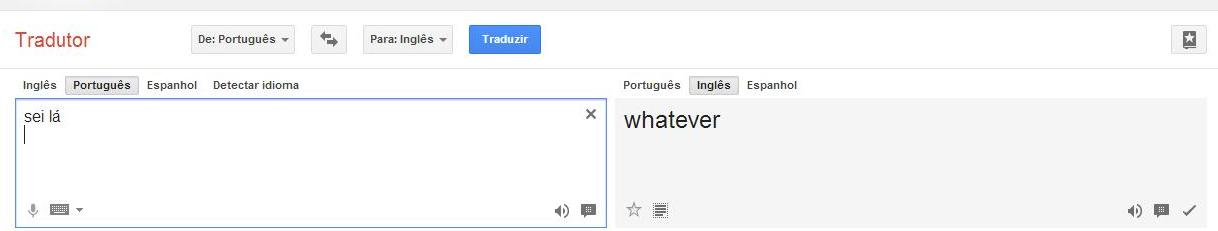 Tradutor De: Português Para: Inglês Traduzir
Inglês Português Espanhol Detectar idioma Português Inglês Espanhol
sei lá
whatever